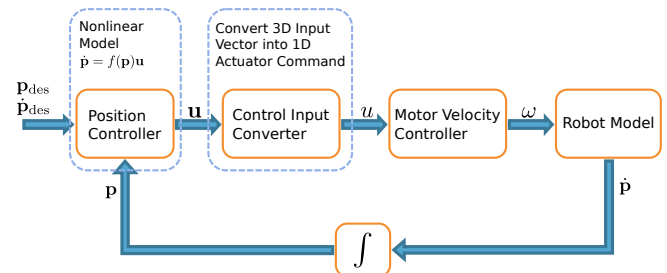 Nonlinear
Model
ṗ = f(p)u
Convert 3D Input
Vector into 1D
Actuator Command
p_des
ṗ_des
Position
Controller
u
Control Input
Converter
u
Motor Velocity
Controller
ω
Robot Model
p
ṗ
∫